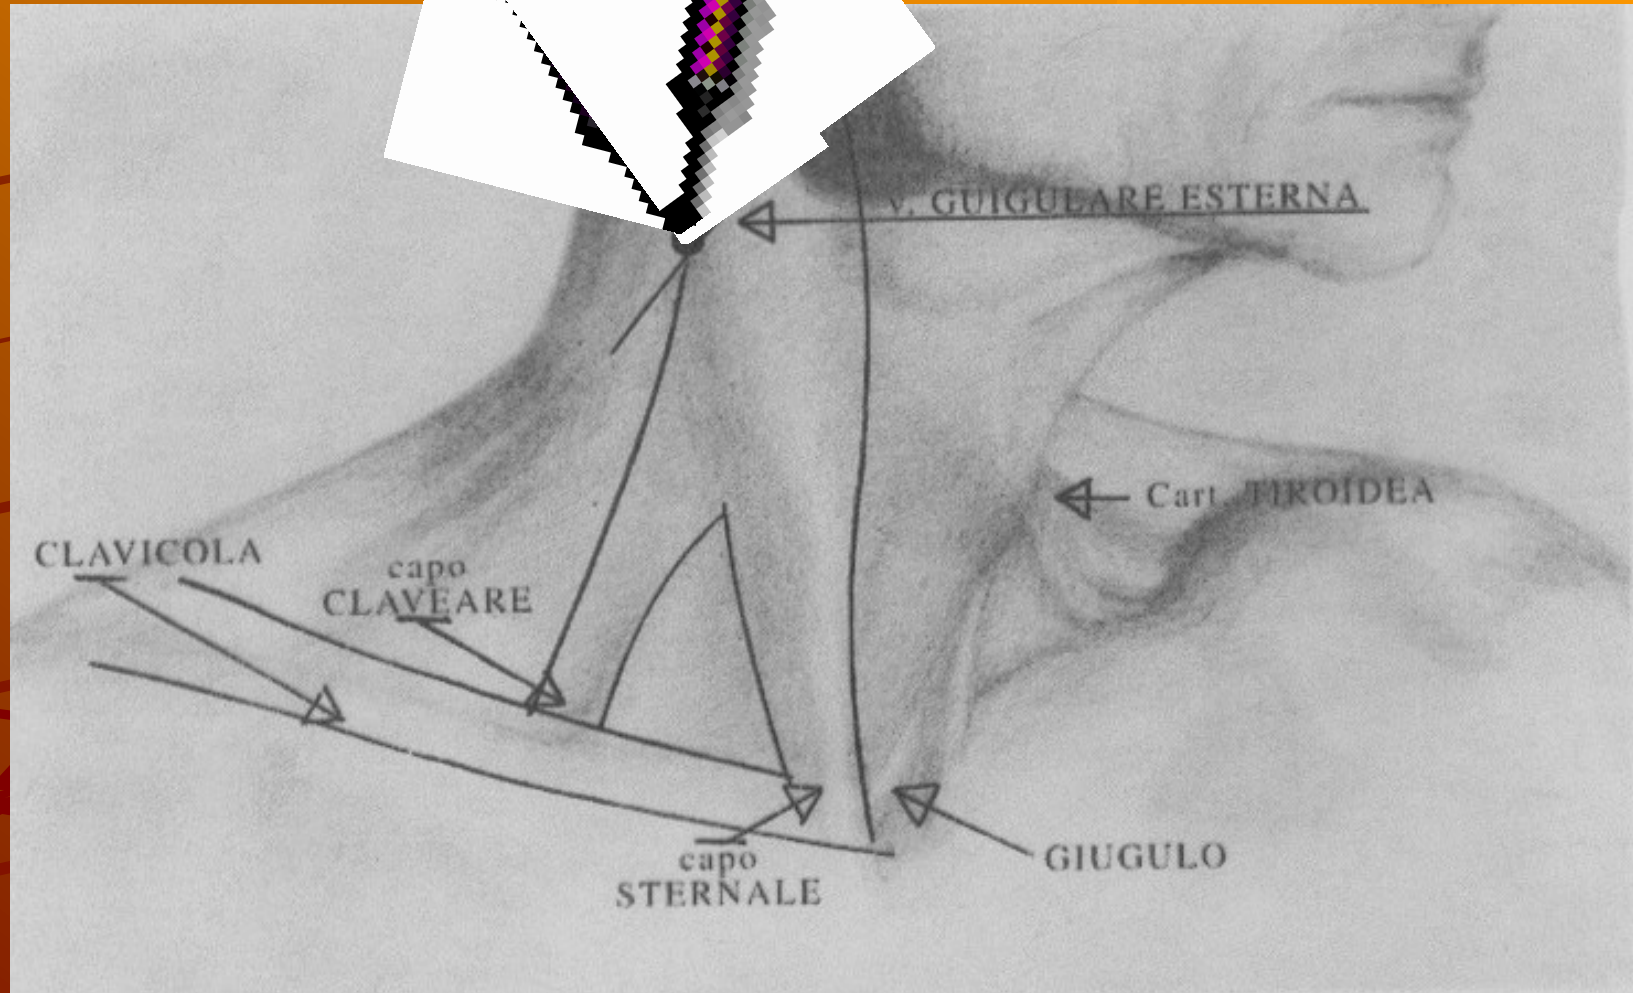 v. GUIGULARE ESTERNA
Cart. TIROIDEA
CLAVICOLA
capo
CLAVEARE
capo
STERNALE
GIUGULO